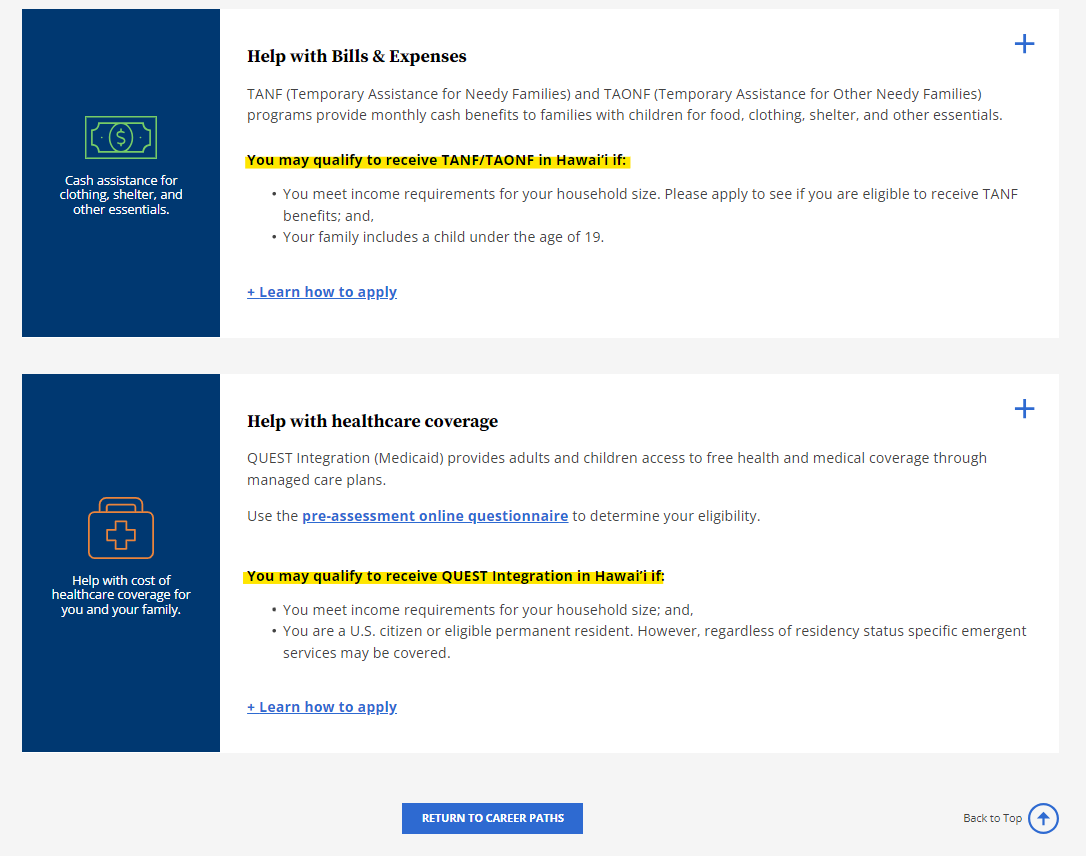 Cash assistance for
clothing, shelter, and
other essentials.
Help with Bills & Expenses
TANF (Temporary Assistance for Needy Families) and TAONF (Temporary Assistance for Other Needy Families)
programs provide monthly cash benefits to families with children for food, clothing, shelter, and other essentials.
You may qualify to receive TANF/TAONF in Hawai‘i if:
• You meet income requirements for your household size. Please apply to see if you are eligible to receive TANF
benefits; and,
• Your family includes a child under the age of 19.
+ Learn how to apply
Help with cost of
healthcare coverage for
you and your family.
Help with healthcare coverage
QUEST Integration (Medicaid) provides adults and children access to free health and medical coverage through
managed care plans.
Use the pre-assessment online questionnaire to determine your eligibility.
You may qualify to receive QUEST Integration in Hawai‘i if:
• You meet income requirements for your household size; and,
• You are a U.S. citizen or eligible permanent resident. However, regardless of residency status specific emergent
services may be covered.
+ Learn how to apply
RETURN TO CAREER PATHS
Back to Top